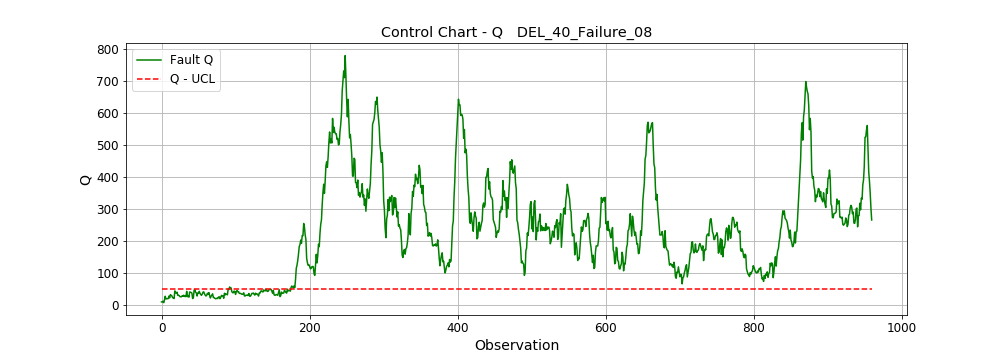 Control Chart - Q   DEL_40_Failure_08
Fault Q
Q - UCL
800
700
600
500
400
300
200
100
0
Q
0 200 400 600 800 1000
Observation